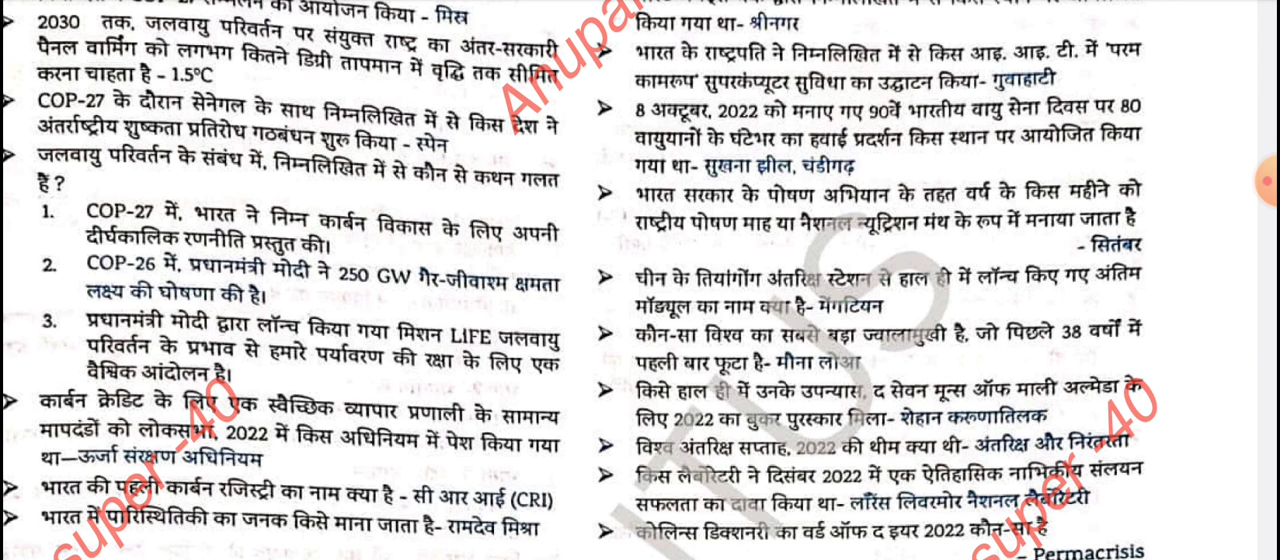 का आयोजन किया - मिस्र
➤ 2030 तक, जलवायु परिवर्तन पर संयुक्त राष्ट्र का अंतर-सरकारी
पैनल वार्मिंग को लगभग कितने डिग्री तापमान में वृद्धि तक सीमित
करना चाहता है - 1.5°C
➤ COP-27 के दौरान सेनेगल के साथ निम्नलिखित में से किस देश ने
अंतर्राष्ट्रीय शुष्कता प्रतिरोध गठबंधन शुरू किया - स्पेन
➤ जलवायु परिवर्तन के संबंध में, निम्नलिखित में से कौन से कथन गलत
हैं ?
1. COP-27 में, भारत ने निम्न कार्बन विकास के लिए अपनी
दीर्घकालिक रणनीति प्रस्तुत की।
2. COP-26 में, प्रधानमंत्री मोदी ने 250 GW गैर-जीवाश्म क्षमता
लक्ष्य की घोषणा की है।
3. प्रधानमंत्री मोदी द्वारा लॉन्च किया गया मिशन LIFE जलवायु
परिवर्तन के प्रभाव से हमारे पर्यावरण की रक्षा के लिए एक
वैश्विक आंदोलन है।
➤ कार्बन क्रेडिट के लिए एक स्वैच्छिक व्यापार प्रणाली के सामान्य
मापदंडों को लोकसभा, 2022 में किस अधिनियम में पेश किया गया
था—ऊर्जा संरक्षण अधिनियम
➤ भारत की पहली कार्बन रजिस्ट्री का नाम क्या है - सी आर आई (CRI)
➤ भारत में पारिस्थितिकी का जनक किसे माना जाता है- रामदेव मिश्रा
किया गया था- श्रीनगर
➤ भारत के राष्ट्रपति ने निम्नलिखित में से किस आइ. आइ. टी. में 'परम
कामरूप' सुपरकंप्यूटर सुविधा का उद्घाटन किया- गुवाहाटी
➤ 8 अक्टूबर, 2022 को मनाए गए 90वें भारतीय वायु सेना दिवस पर 80
वायुयानों के घंटेभर का हवाई प्रदर्शन किस स्थान पर आयोजित किया
गया था- सुखना झील, चंडीगढ़
➤ भारत सरकार के पोषण अभियान के तहत वर्ष के किस महीने को
राष्ट्रीय पोषण माह या नैशनल न्यूट्रिशन मंथ के रूप में मनाया जाता है
- सितंबर
➤ चीन के तियांगोंग अंतरिक्ष स्टेशन से हाल ही में लॉन्च किए गए अंतिम
मॉड्यूल का नाम क्या है- मेंगटियन
➤ कौन-सा विश्व का सबसे बड़ा ज्वालामुखी है, जो पिछले 38 वर्षों में
पहली बार फूटा है- मौना लोआ
➤ किसे हाल ही में उनके उपन्यास, द सेवन मून्स ऑफ माली अल्मेडा के
लिए 2022 का बुकर पुरस्कार मिला- शेहान करुणातिलक
➤ विश्व अंतरिक्ष सप्ताह, 2022 की थीम क्या थी- अंतरिक्ष और निरंतरता
➤ किस लैबोरेटरी ने दिसंबर 2022 में एक ऐतिहासिक नाभिकीय संलयन
सफलता का दावा किया था- लॉरेंस लिवरमोर नैशनल लैबोरेटरी
➤ कोलिन्स डिक्शनरी का वर्ड ऑफ द इयर 2022 कौन-सा है
- Permacrisis
Anupa
super -40
super -40
TUS